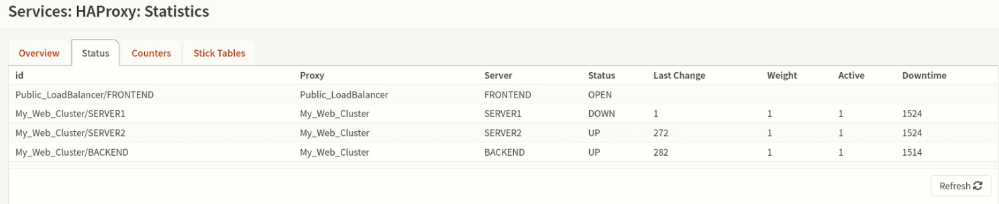 Services: HAProxy: Statistics
Overview Status Counters Stick Tables
id Proxy Server Status Last Change Weight Active Downtime
Public_LoadBalancer/FRONTEND Public_LoadBalancer FRONTEND OPEN
My_Web_Cluster/SERVER1 My_Web_Cluster SERVER1 DOWN 1 1 1 1524
My_Web_Cluster/SERVER2 My_Web_Cluster SERVER2 UP 272 1 1 1524
My_Web_Cluster/BACKEND My_Web_Cluster BACKEND UP 282 1 1 1514
Refresh